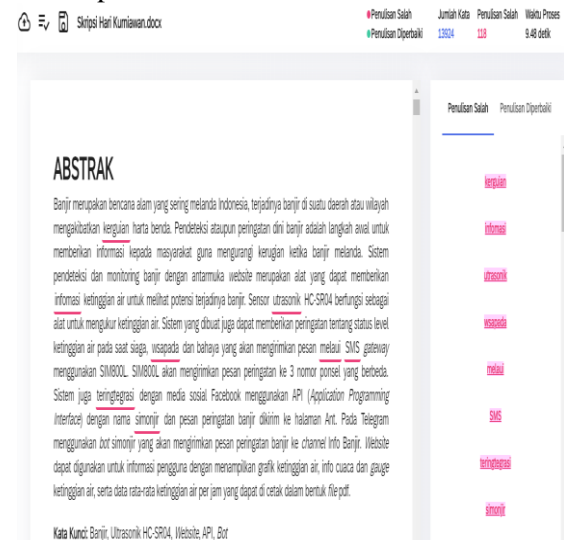 Skripsi Hari Kurniawan.docx
Penulisan Salah
Penulisan Diperbaiki
Jumlah Kata Penulisan Salah Waktu Proses
13924 118 9.48 detik
Penulisan Salah Penulisan Diperbaiki
ABSTRAK
Banjir merupakan bencana alam yang sering melanda Indonesia, terjadinya banjir di suatu daerah atau wilayah
mengakibatkan kerguian harta benda. Pendeteksi ataupun peringatan dini banjir adalah langkah awal untuk
memberikan informasi kepada masyarakat guna mengurangi kerugian ketika banjir melanda. Sistem
pendeteksi dan monitoring banjir dengan antarmuka website merupakan alat yang dapat memberikan
infomasi ketinggian air untuk melihat potensi terjadinya banjir. Sensor utrasonik HC-SR04 berfungsi sebagai
alat untuk mengukur ketinggian air. Sistem yang dibuat juga dapat memberikan peringatan tentang status level
ketinggian air pada saat siaga, wsapada dan bahaya yang akan mengirimkan pesan melaui SMS gateway
menggunakan SIM800L. SIM800L akan mengirimkan pesan peringatan ke 3 nomor ponsel yang berbeda.
Sistem juga teringtegrasi dengan media sosial Facebook menggunakan API (Application Programming
Interface) dengan nama simonjir dan pesan peringatan banjir dikirim ke halaman Ant. Pada Telegram
menggunakan bot simonjir yang akan mengirimkan pesan peringatan banjir ke channel Info Banjir. Website
dapat digunakan untuk informasi pengguna dengan menampilkan grafik ketinggian air, info cuaca dan gauge
ketinggian air, serta data rata-rata ketinggian air per jam yang dapat di cetak dalam bentuk file pdf.
Kata Kunci: Banjir, Ultrasonik HC-SR04, Website, API, Bot
kerguian
infomasi
utrasonik
wsapada
melaui
SMS
teringtegrasi
simonjir